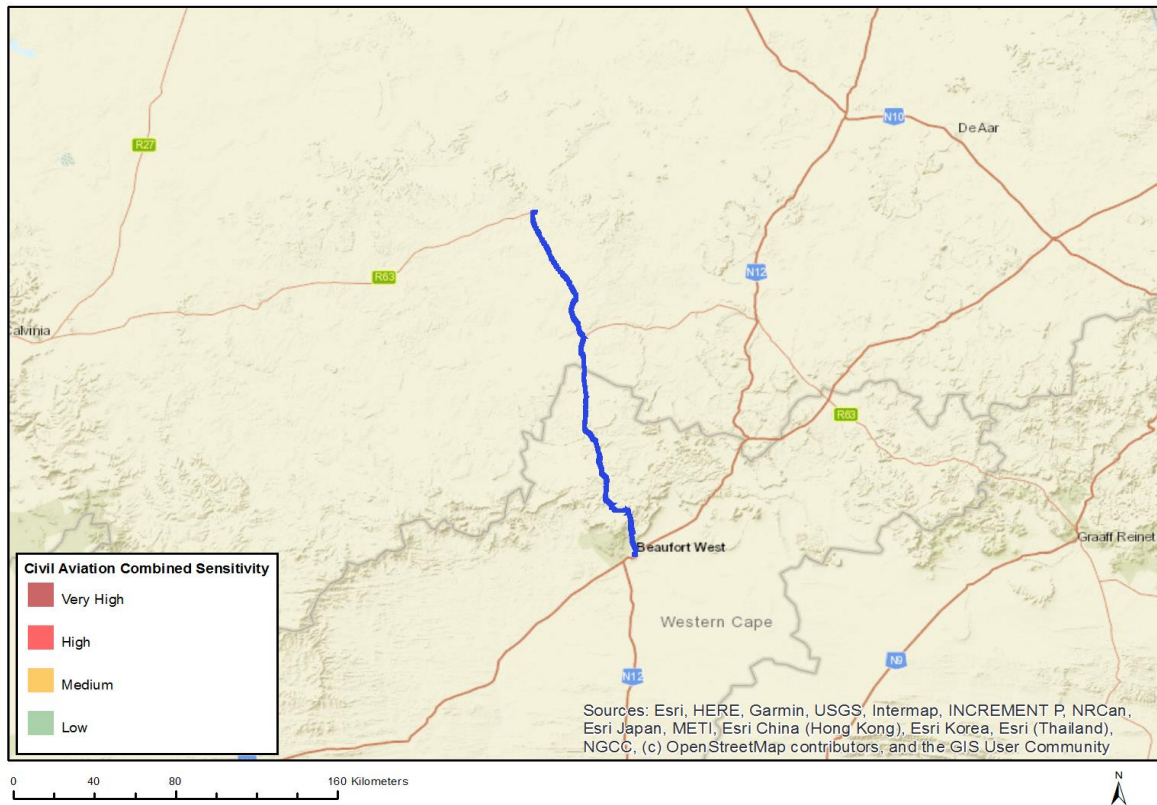 R27
N10
De Aar
R63
N12
alvinia
R63
Beaufort West
Graaff Reinet
Western Cape
N9
N12
Civil Aviation Combined Sensitivity
Very High
High
Medium
Low
Sources: Esri, HERE, Garmin, USGS, Intermap, INCREMENT P, NRCan,
Esri Japan, METI, Esri China (Hong Kong), Esri Korea, Esri (Thailand),
NGCC, (c) OpenStreetMap contributors, and the GIS User Community
0 40 80 160 Kilometers
N